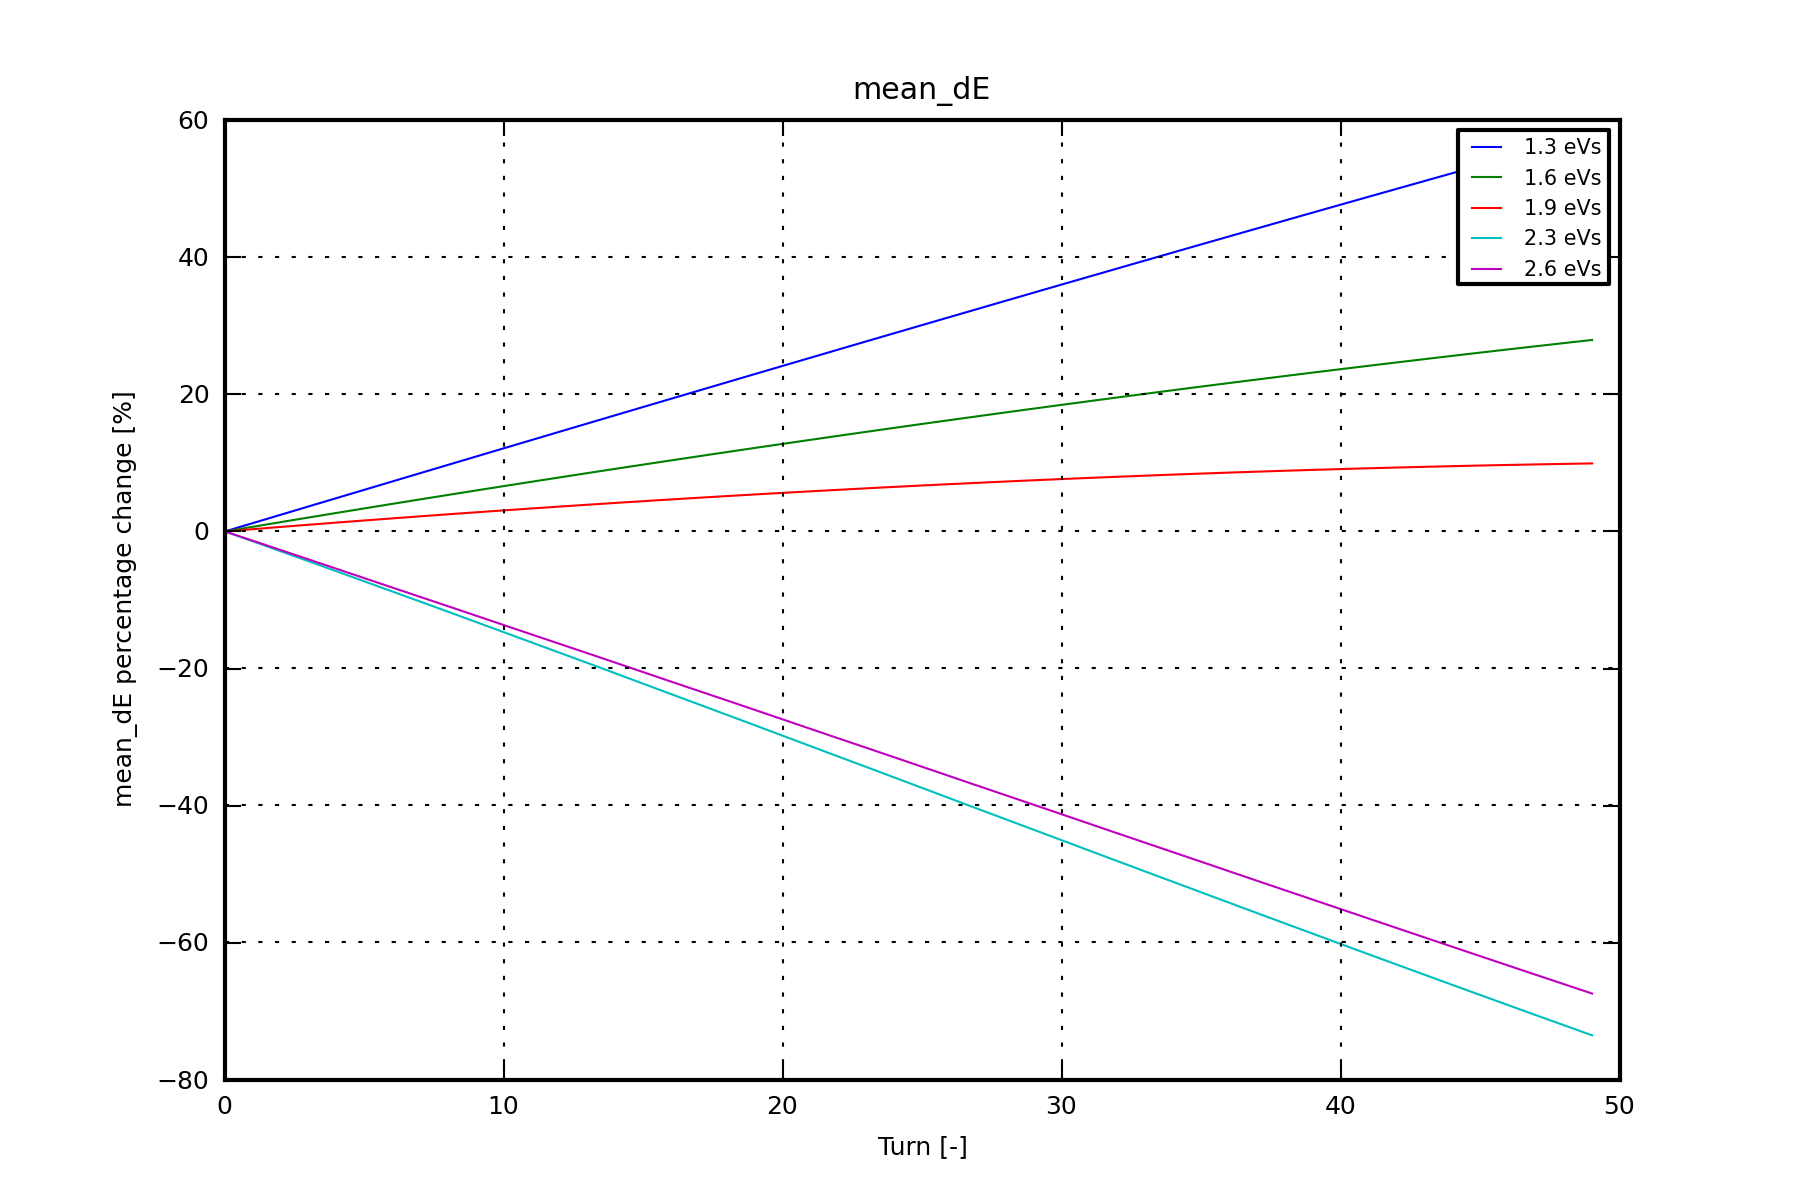 mean_dE
60
40
20
0
−20
−40
−60
−80
mean_dE percentage change [%]
1.3 eVs
1.6 eVs
1.9 eVs
2.3 eVs
2.6 eVs
0 10 20 30 40 50
Turn [-]